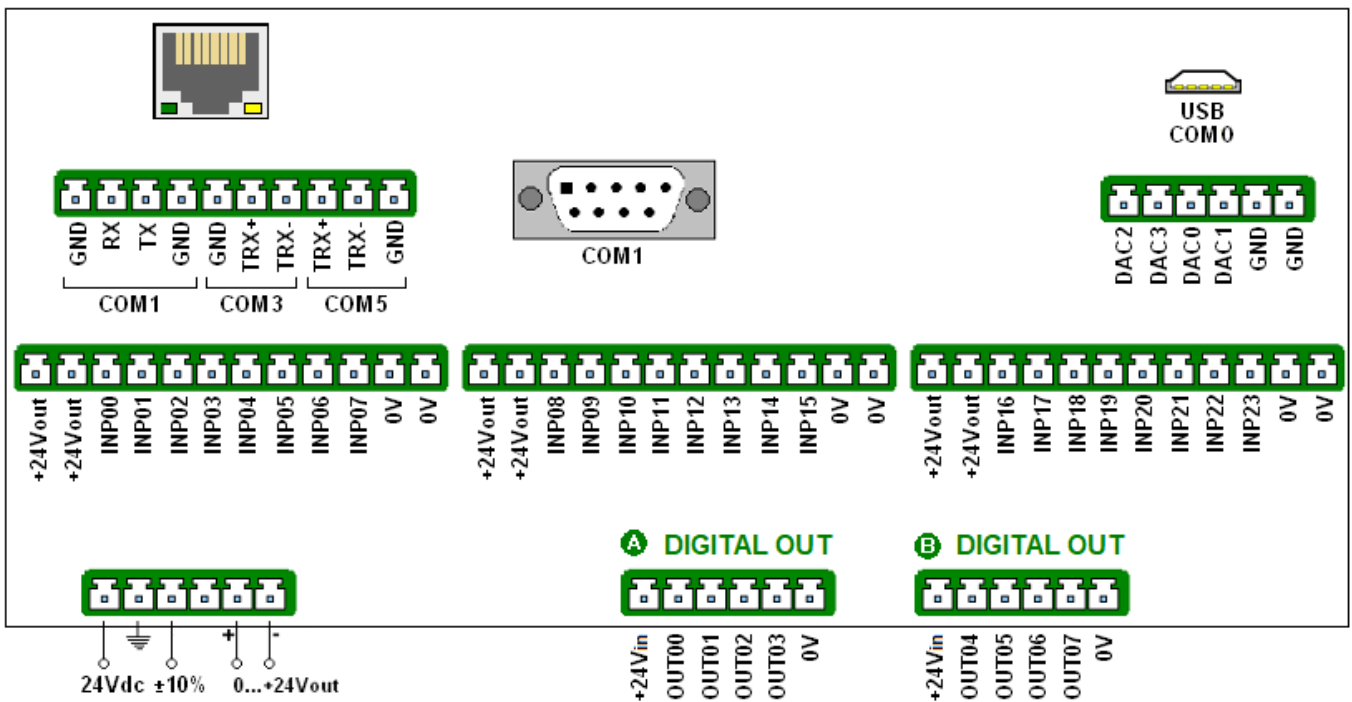 USB
COM0
GND RX TX GND GND TRX+ TRX- TRX+ TRX- GND
COM1 COM3 COM5
COM1
DAC2 DAC3 DAC0 DAC1 GND GND
+24Vout +24Vout INP00 INP01 INP02 INP03 INP04 INP05 INP06 INP07 0V 0V
+24Vout +24Vout INP08 INP09 INP10 INP11 INP12 INP13 INP14 INP15 0V 0V
+24Vout +24Vout INP16 INP17 INP18 INP19 INP20 INP21 INP22 INP23 0V 0V
A DIGITAL OUT
B DIGITAL OUT
+ -
24Vdc ±10% 0...+24Vout
+24Vin OUT00 OUT01 OUT02 OUT03 0V
+24Vin OUT04 OUT05 OUT06 OUT07 0V